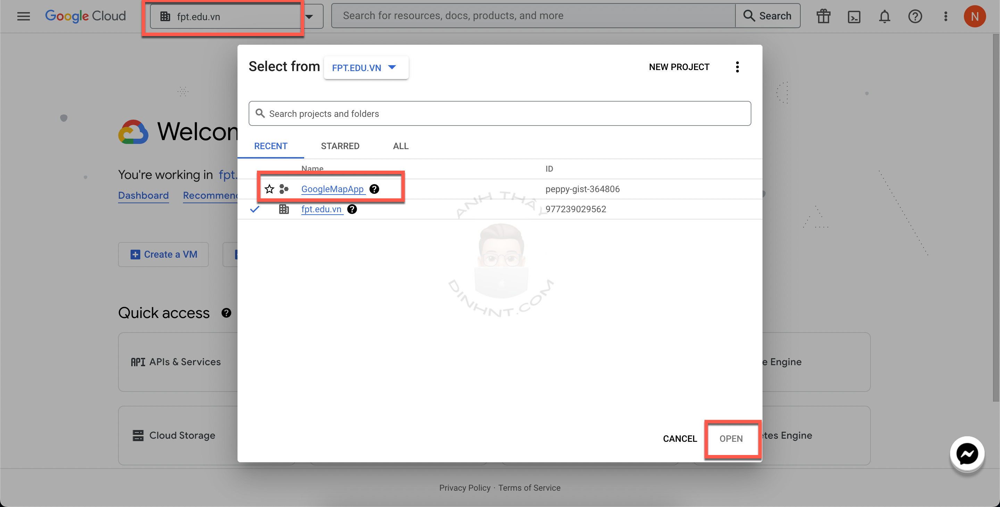 Google Cloud
fpt.edu.vn
Search for resources, docs, products, and more
Search
N
Select from
FPT.EDU.VN
NEW PROJECT
Search projects and folders
RECENT
STARRED
ALL
Name
ID
GoogleMapApp
peppy-gist-364806
fpt.edu.vn
977239029562
ANH THẦY
DINHNT.COM
CANCEL
OPEN
Welcom
You're working in fpt.
Dashboard
Recommen
Create a VM
Quick access
API APIs & Services
e Engine
Cloud Storage
etes Engine
Privacy Policy · Terms of Service